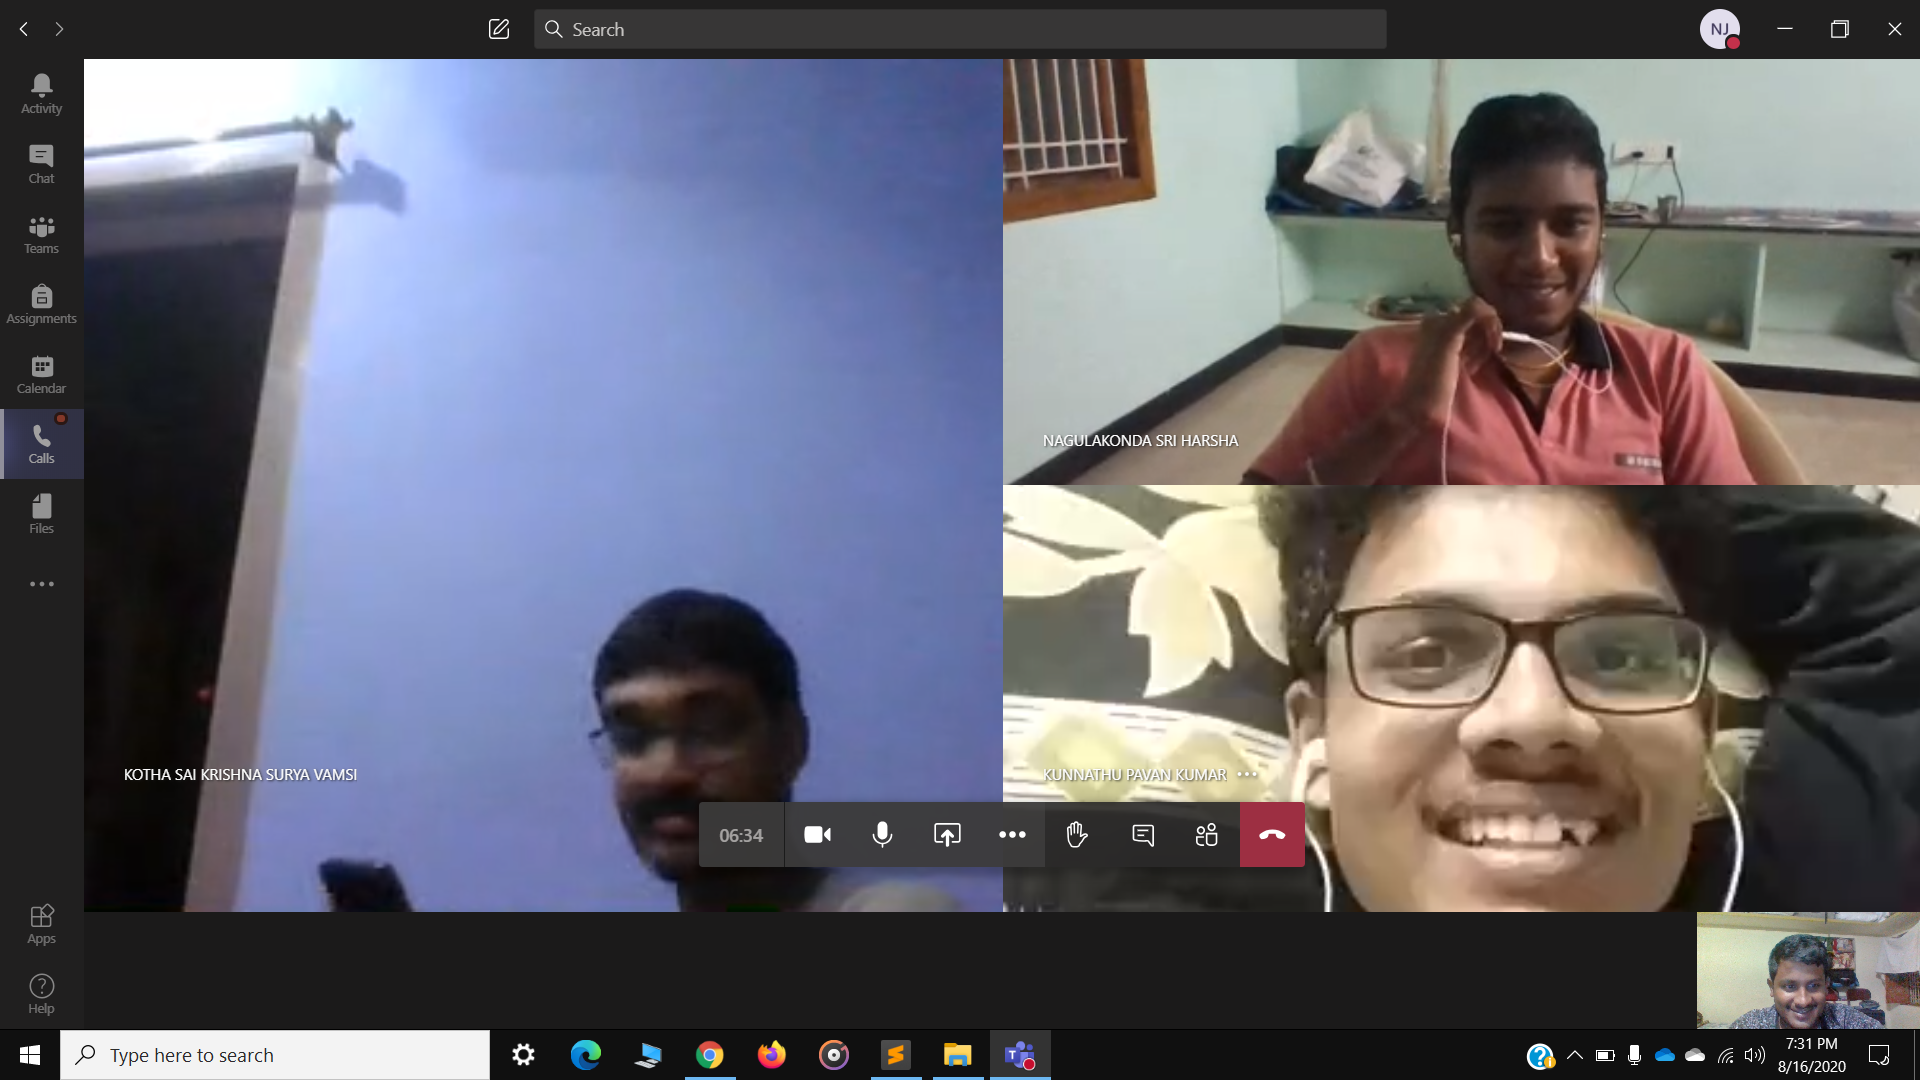 Search
NJ
Activity
Chat
Teams
Assignments
Calendar
Calls
Files
Apps
Help
NAGULAKONDA SRI HARSHA
KOTHA SAI KRISHNA SURYA VAMSI
KUNNATHU PAVAN KUMAR
06:34
Type here to search
7:31 PM
8/16/2020